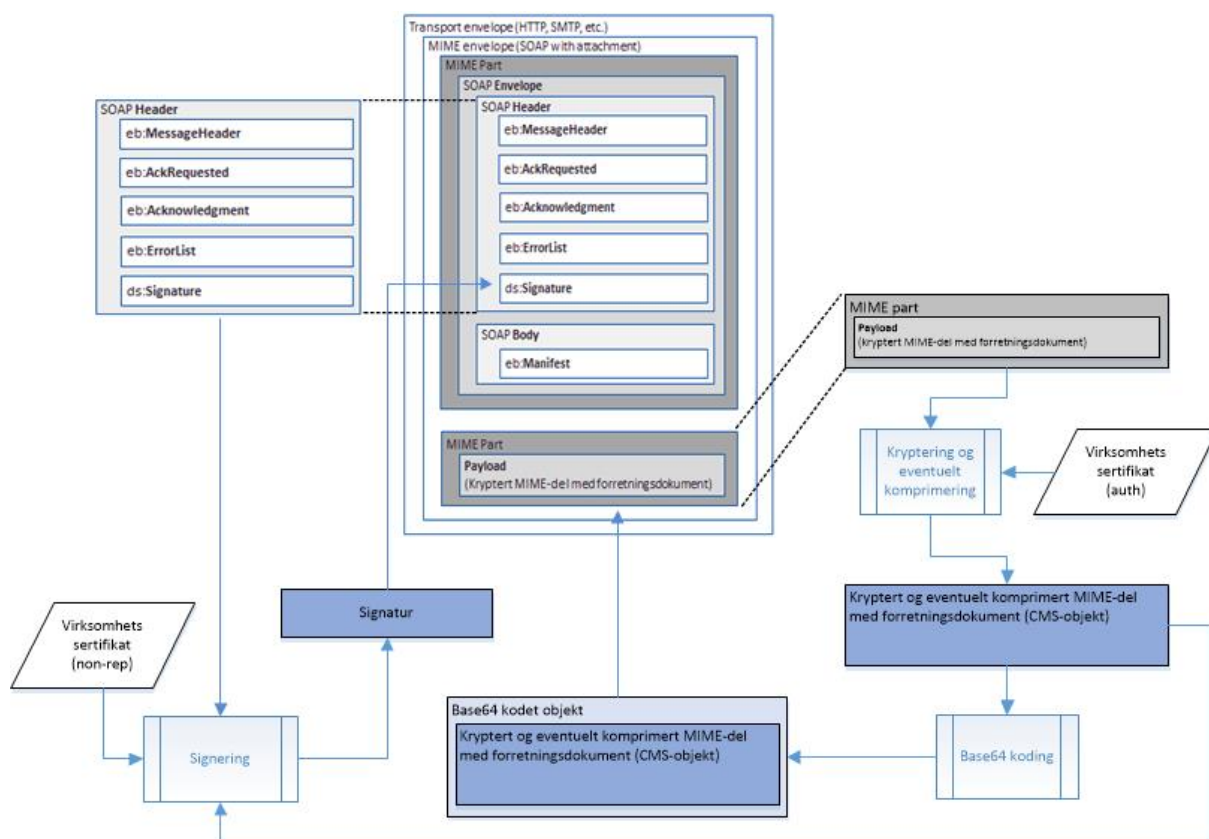 Transport envelope (HTTP, SMTP, etc.)
MIME envelope (SOAP with attachment)
MIME Part
SOAP Envelope
SOAP Header
eb:MessageHeader
eb:AckRequested
eb:Acknowledgment
eb:ErrorList
ds:Signature
SOAP Body
eb:Manifest
MIME Part
Payload
(Kryptert MIME-del med forretningsdokument)
SOAP Header
eb:MessageHeader
eb:AckRequested
eb:Acknowledgment
eb:ErrorList
ds:Signature
MIME part
Payload
(kryptert MIME-del med forretningsdokument)
Kryptering og
eventuelt
komprimering
Virksomhets
sertifikat
(auth)
Kryptert og eventuelt komprimert MIME-del
med forretningsdokument (CMS-objekt)
Signatur
Virksomhets
sertifikat
(non-rep)
Signering
Base64 kodet objekt
Kryptert og eventuelt komprimert MIME-del
med forretningsdokument (CMS-objekt)
Base64 koding